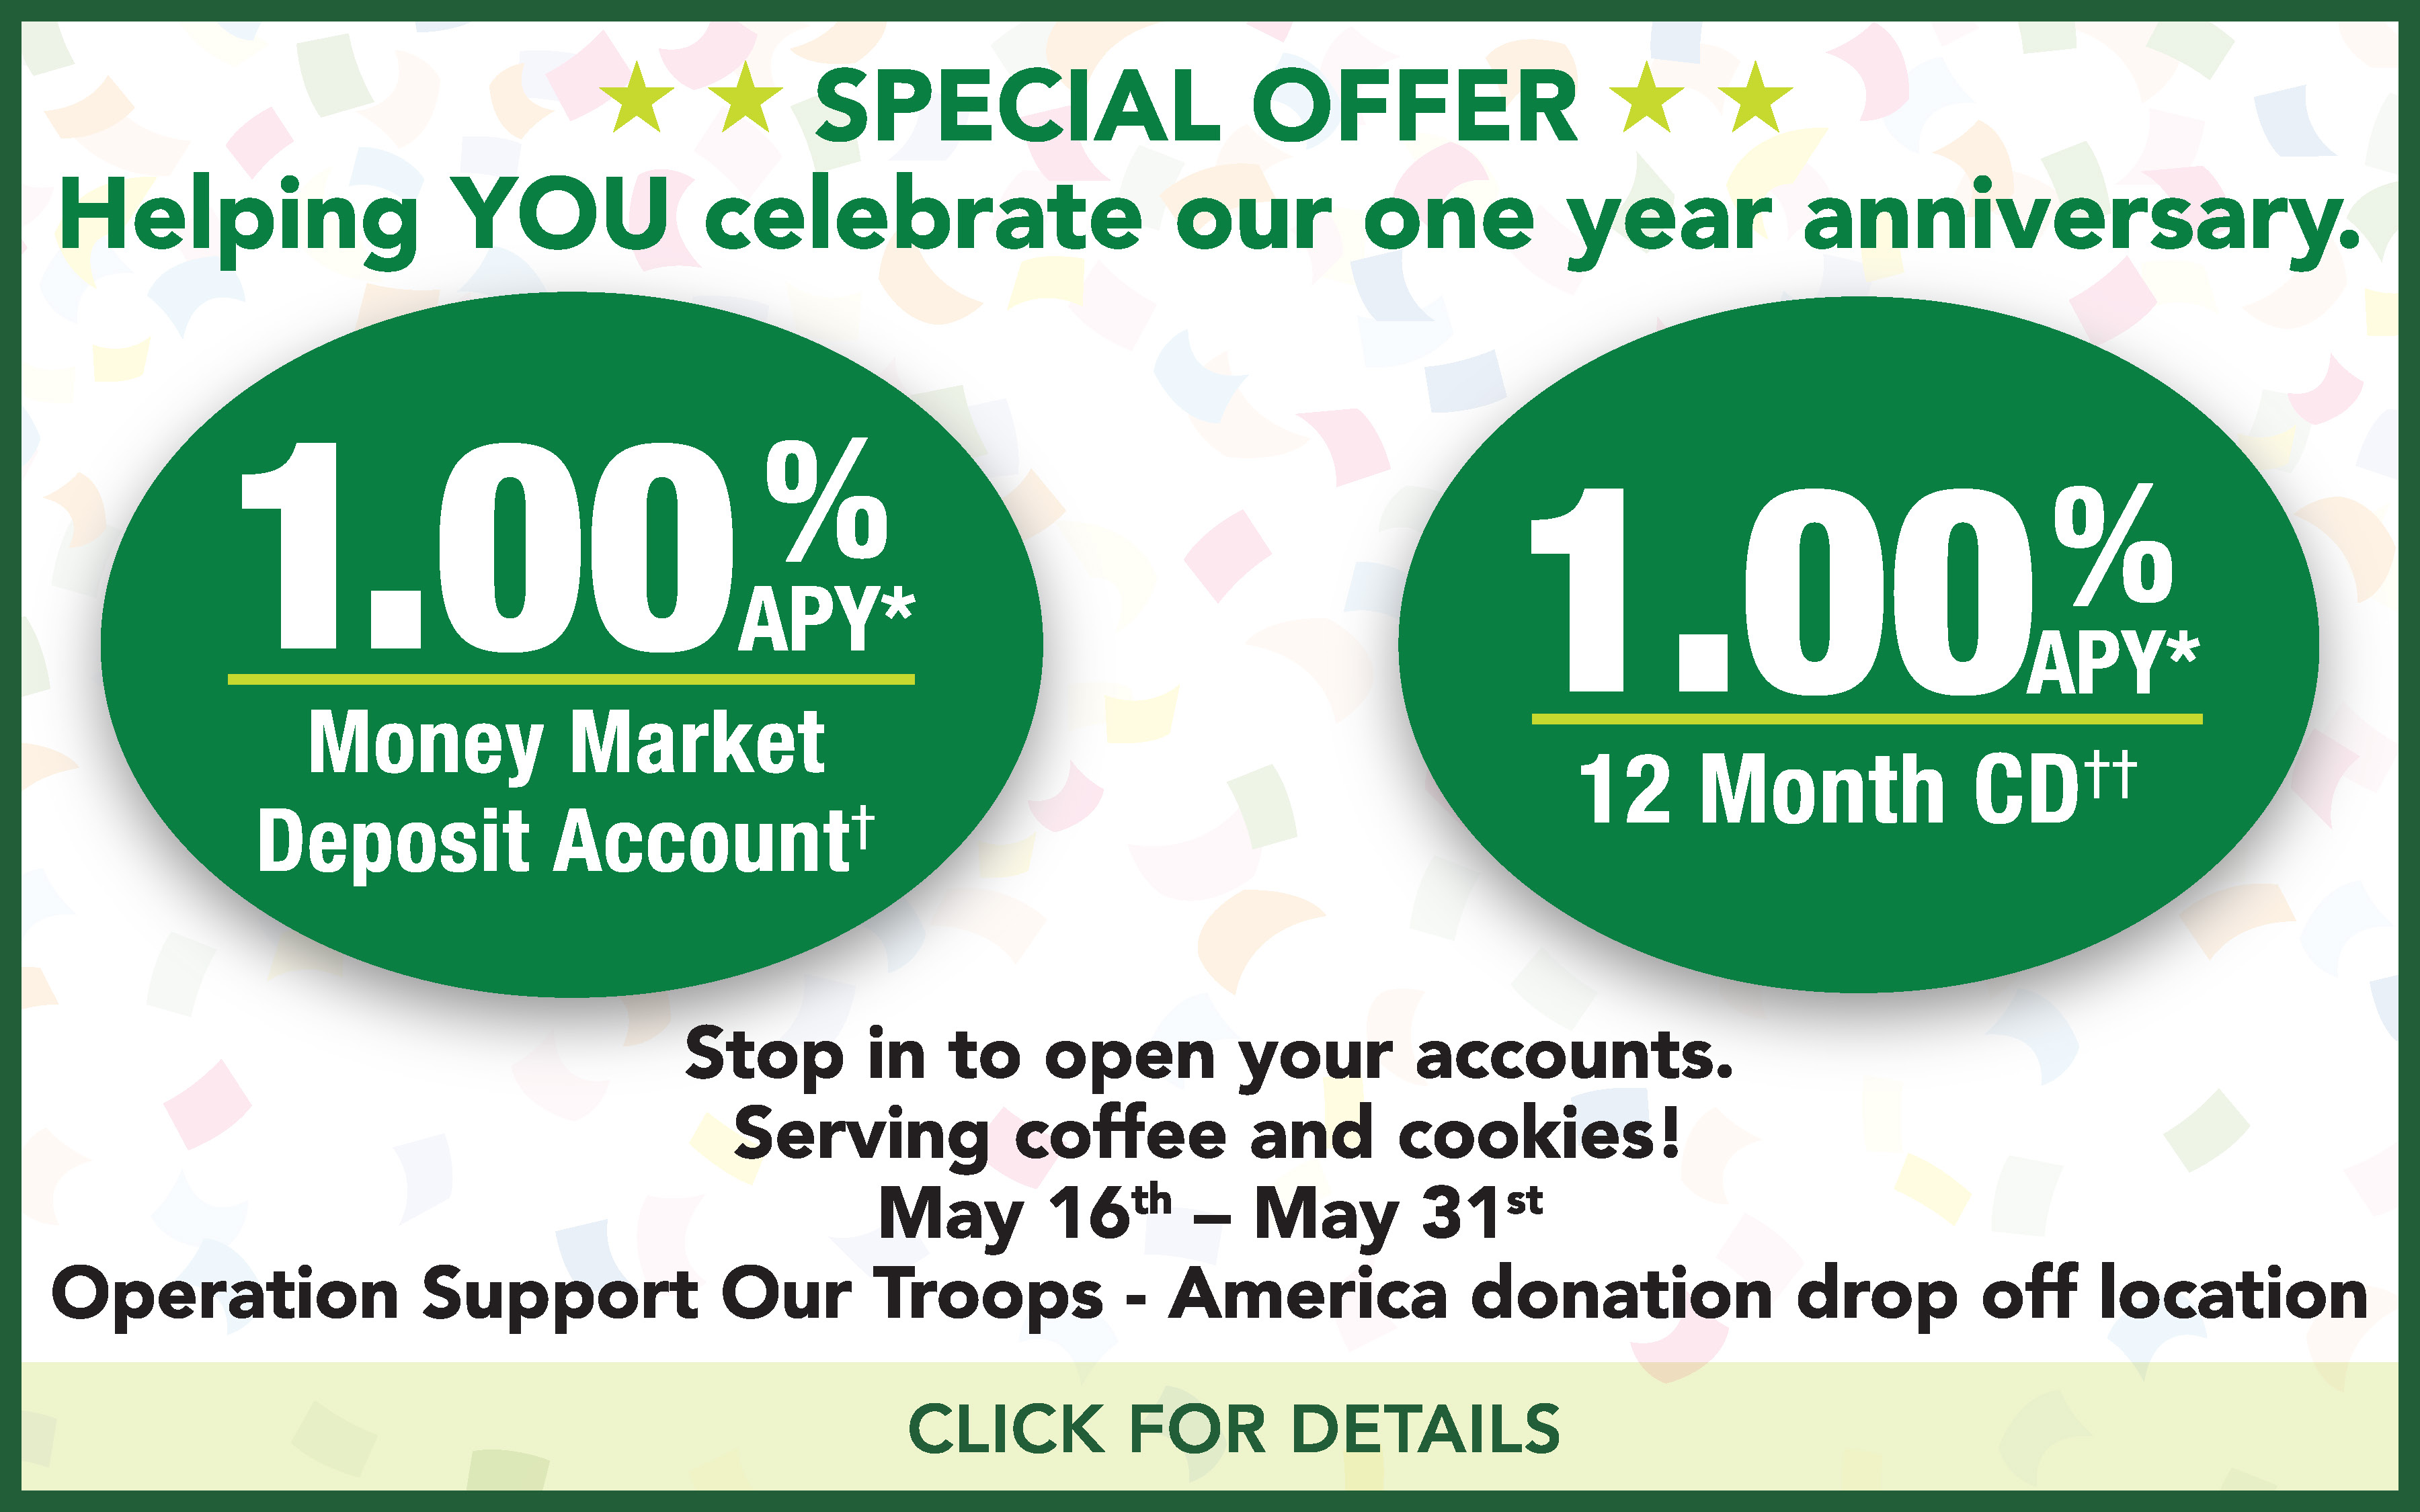 ★ ★ SPECIAL OFFER ★ ★
Helping YOU celebrate our one year anniversary.
1.00%
APY*
Money Market
Deposit Account†
1.00%
APY*
12 Month CD††
Stop in to open your accounts.
Serving coffee and cookies!
May 16th – May 31st
Operation Support Our Troops - America donation drop off location
CLICK FOR DETAILS